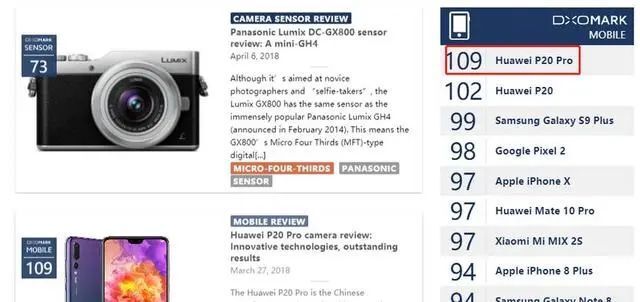 DXOMARK
SENSOR
73
LUMIX
CAMERA SENSOR REVIEW
Panasonic Lumix DC-GX800 sensor
review: A mini-GH4
April 6, 2018
Although it's aimed at novice
photographers and "selfie-takers", the
the Lumix GX800 has the same sensor as the
immensely popular Panasonic Lumix GH4
(announced in February 2014). This means the
GX800's Micro Four Thirds (MFT)-type
digital[...]
MICRO-FOUR-THIRDS PANASONIC
SENSOR
DXOMARK
MOBILE
109
MOBILE REVIEW
Huawei P20 Pro camera review:
Innovative technologies, outstanding
results
March 27, 2018
The Huawei P20 Pro is the Chinese
DXOMARK
MOBILE
109 Huawei P20 Pro
102 Huawei P20
99 Samsung Galaxy S9 Plus
98 Google Pixel 2
97 Apple iPhone X
97 Huawei Mate 10 Pro
97 Xiaomi Mi MIX 2S
94 Apple iPhone 8 Plus
94 Samsung Galaxy Note 8